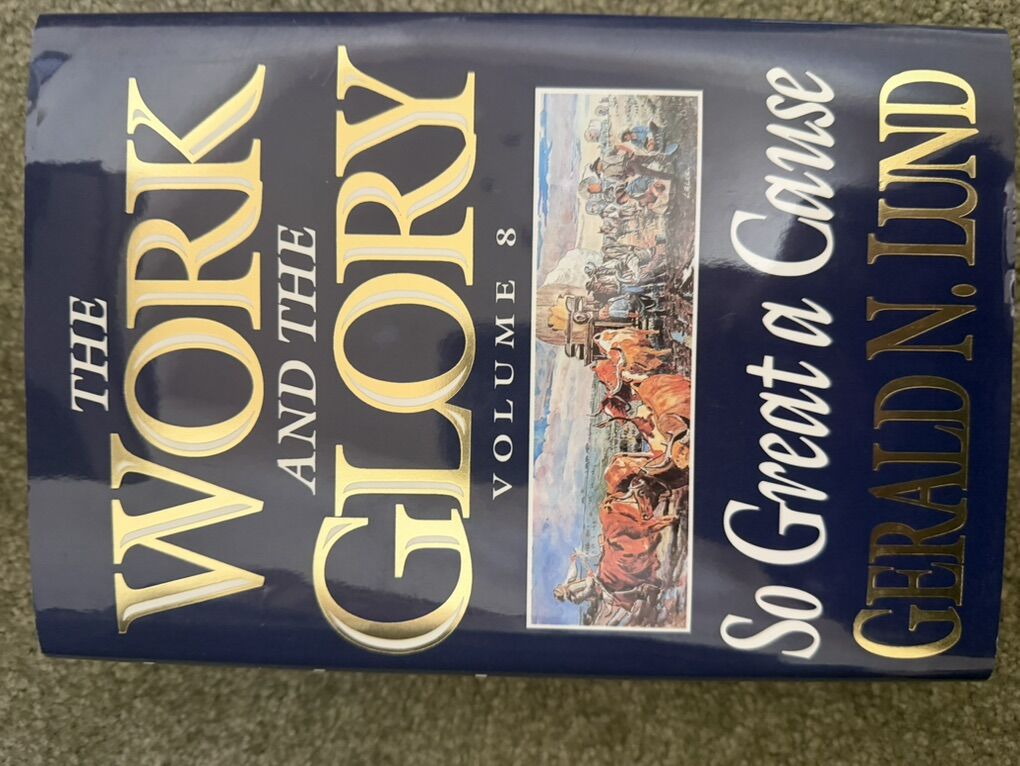 THE
WORK
AND THE
GLORY
VOLUME 8
So Great a Cause
GERALD N. LUND